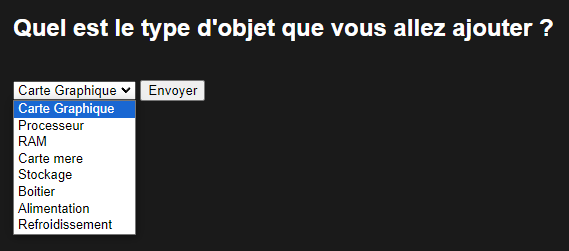 Quel est le type d'objet que vous allez ajouter ?
Carte Graphique Envoyer
Carte Graphique
Processeur
RAM
Carte mere
Stockage
Boitier
Alimentation
Refroidissement